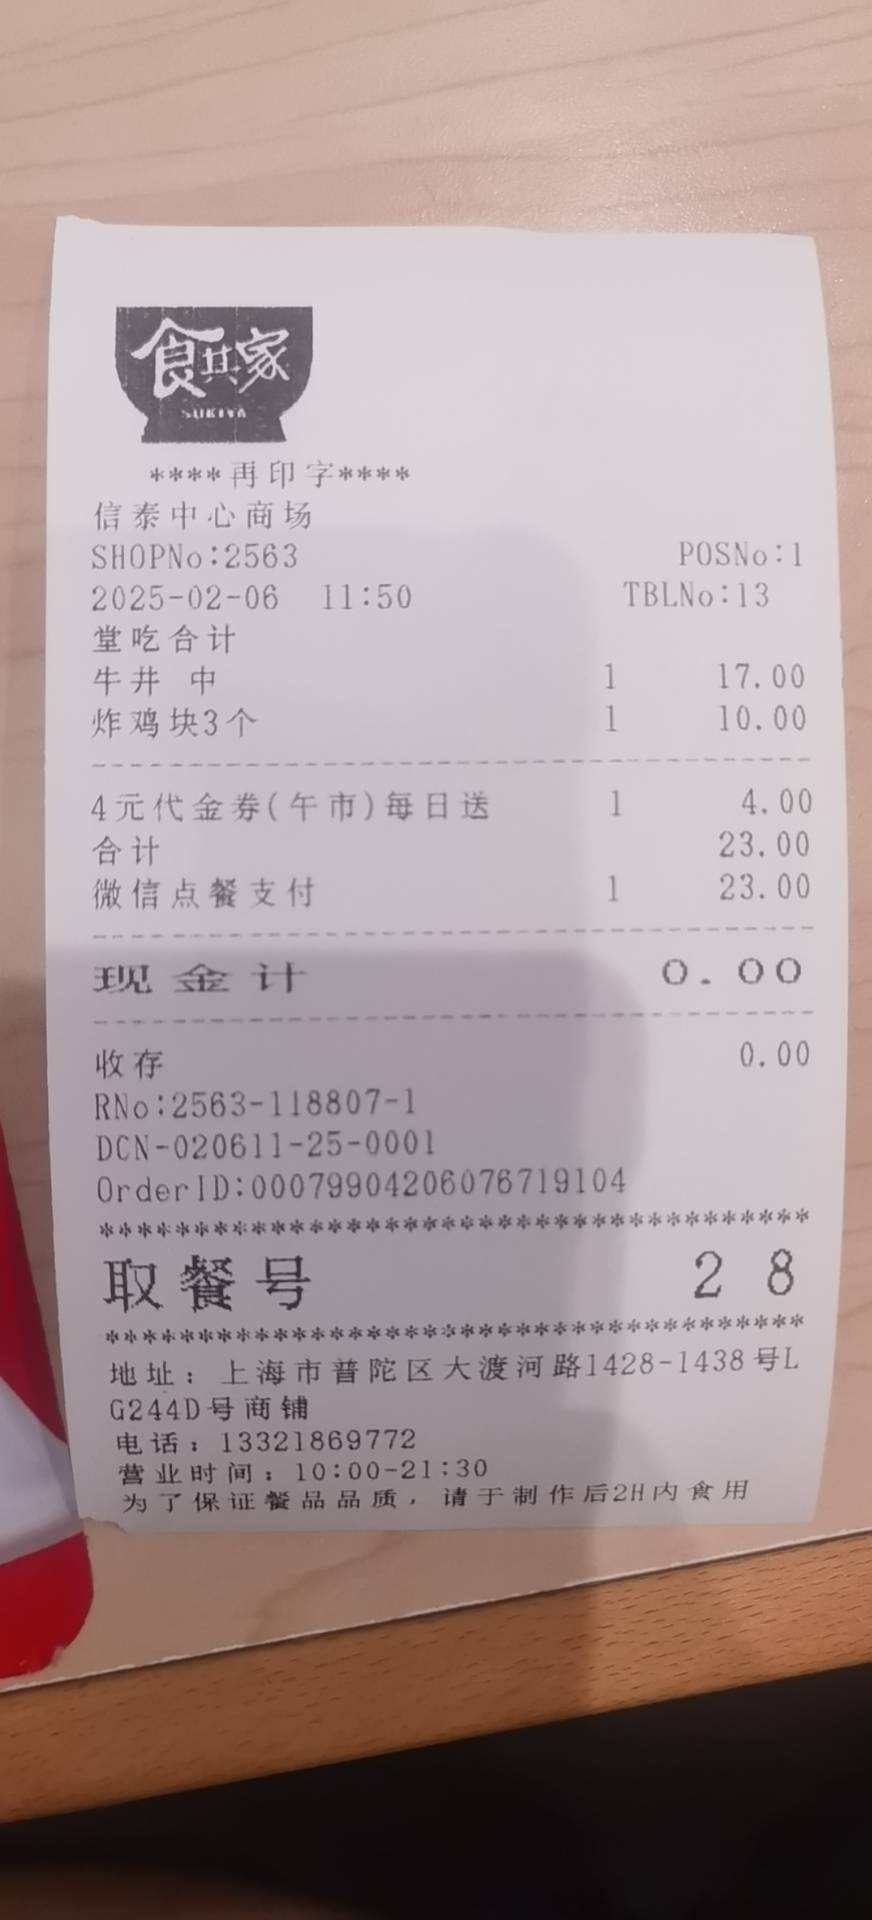 食其家
SUKIYA
****再印字****
信泰中心商场
SHOPNo:2563 POSNo:1
2025-02-06 11:50 TBLNo:13
堂吃合计
牛丼 中 1 17.00
炸鸡块3个 1 10.00
4元代金券(午市)每日送 1 4.00
合计 23.00
微信点餐支付 1 23.00
现金计 0.00
收存 0.00
RNo:2563-118807-1
DCN-020611-25-0001
OrderID:00079904206076719104
取餐号 28
地址：上海市普陀区大渡河路1428-1438号L
G244D号商铺
电话：13321869772
营业时间：10:00-21:30
为了保证餐品品质，请于制作后2H内食用